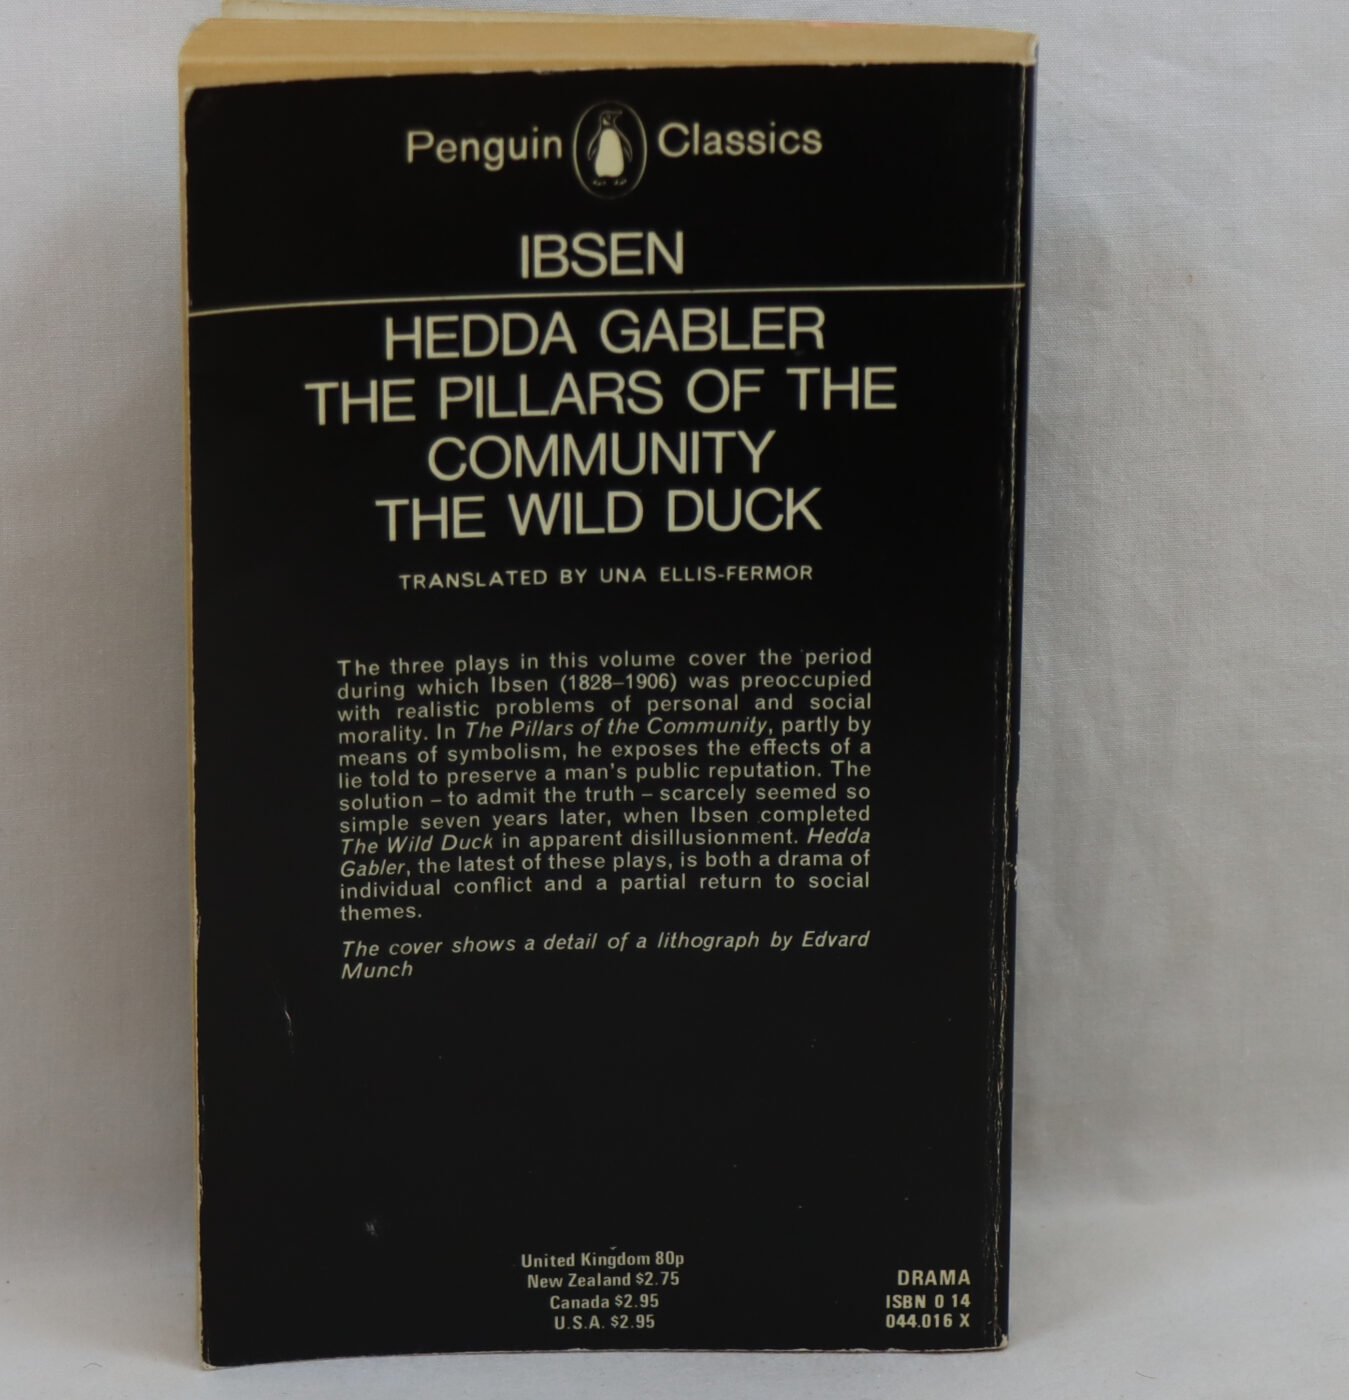 Penguin Classics
IBSEN
HEDDA GABLER
THE PILLARS OF THE
COMMUNITY
THE WILD DUCK
TRANSLATED BY UNA ELLIS-FERMOR
The three plays in this volume cover the period
during which Ibsen (1828–1906) was preoccupied
with realistic problems of personal and social
morality. In The Pillars of the Community, partly by
means of symbolism, he exposes the effects of a
lie told to preserve a man's public reputation. The
solution – to admit the truth – scarcely seemed so
simple seven years later, when Ibsen completed
The Wild Duck in apparent disillusionment. Hedda
Gabler, the latest of these plays, is both a drama of
individual conflict and a partial return to social
themes.
The cover shows a detail of a lithograph by Edvard
Munch
United Kingdom 80p
New Zealand $2.75
Canada $2.95
U.S.A. $2.95
DRAMA
ISBN 0 14
044.016 X